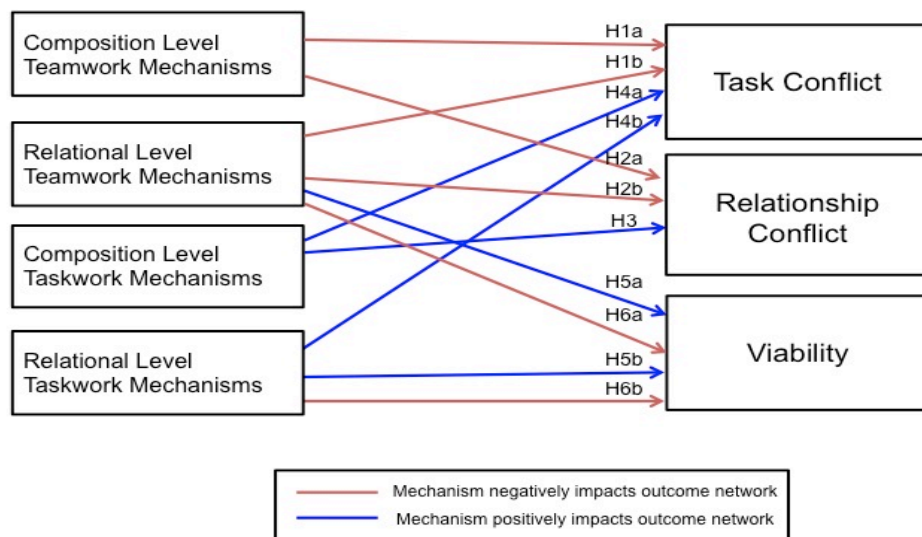 Composition Level
Teamwork Mechanisms
Relational Level
Teamwork Mechanisms
Composition Level
Taskwork Mechanisms
Relational Level
Taskwork Mechanisms
H1a
H1b
H4a
H4b
H2a
H2b
H3
H5a
H6a
H5b
H6b
Task Conflict
Relationship
Conflict
Viability
Mechanism negatively impacts outcome network
Mechanism positively impacts outcome network